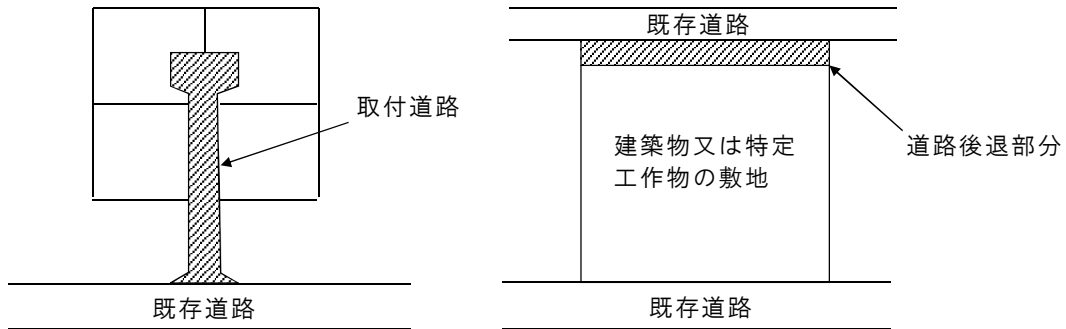 取付道路
既存道路
既存道路
建築物又は特定
工作物の敷地
道路後退部分
既存道路